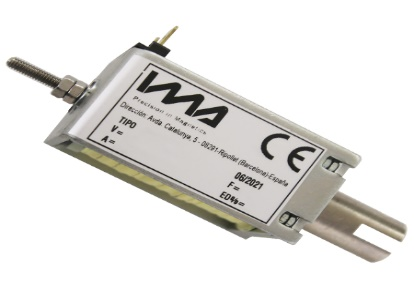 IMA
Precision in Magnetics
Dirección. Avda. Catalunya, 5 - 08291-Ripollet (Barcelona)-España
TIPO
V=
A=
CE
06/2021
F=
ED%=